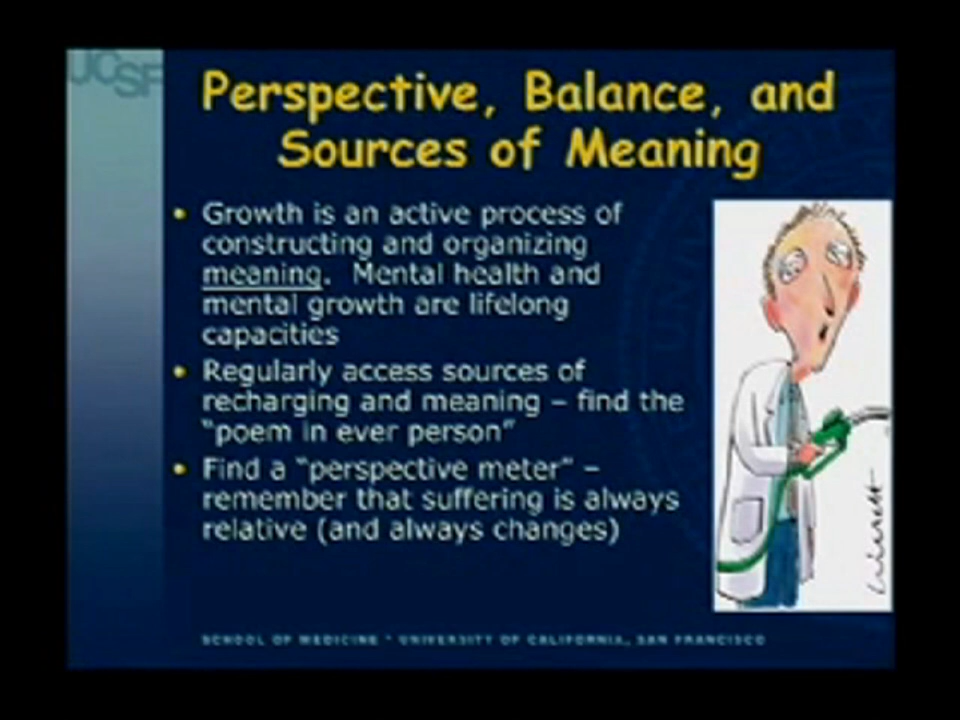 UCSF
Perspective, Balance, and
Sources of Meaning
• Growth is an active process of
constructing and organizing
meaning. Mental health and
mental growth are lifelong
capacities
• Regularly access sources of
recharging and meaning – find the
“poem in ever person”
• Find a “perspective meter” –
remember that suffering is always
relative (and always changes)
SCHOOL OF MEDICINE • UNIVERSITY OF CALIFORNIA, SAN FRANCISCO